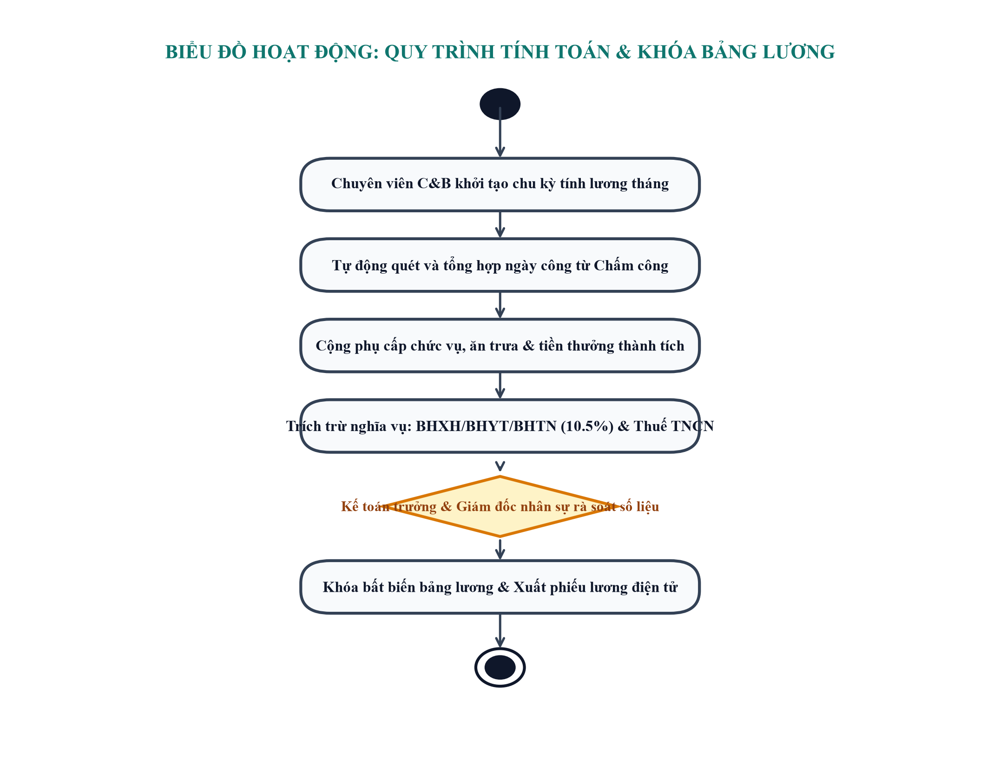 BIỂU ĐỒ HOẠT ĐỘNG: QUY TRÌNH TÍNH TOÁN & KHÓA BẢNG LƯƠNG
Chuyên viên C&B khởi tạo chu kỳ tính lương tháng
Tự động quét và tổng hợp ngày công từ Chấm công
Cộng phụ cấp chức vụ, ăn trưa & tiền thưởng thành tích
Trích trừ nghĩa vụ: BHXH/BHYT/BHTN (10.5%) & Thuế TNCN
Kế toán trưởng & Giám đốc nhân sự rà soát số liệu
Khóa bất biến bảng lương & Xuất phiếu lương điện tử